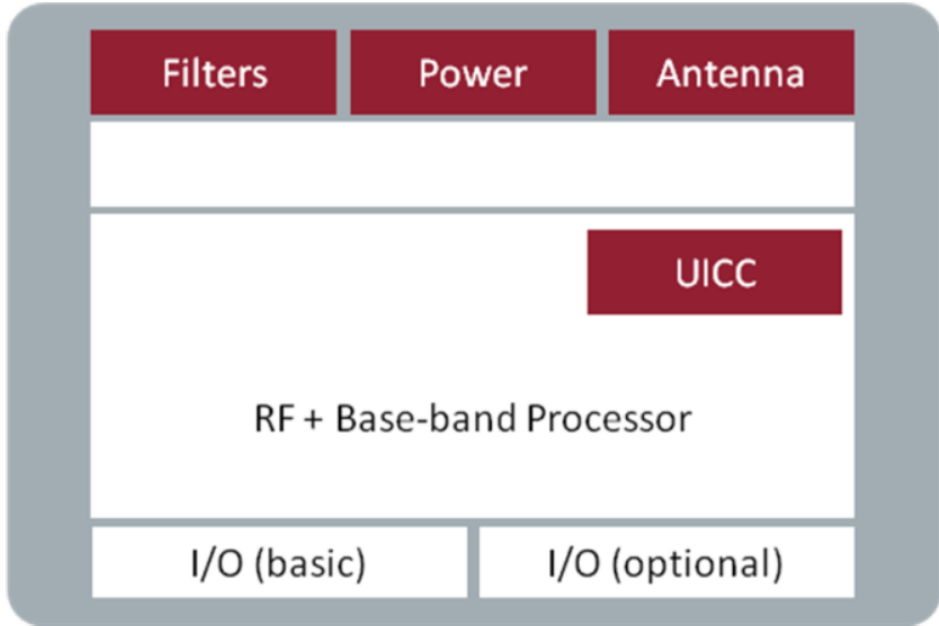 Filters
Power
Antenna
UICC
RF + Base-band Processor
I/O (basic)
I/O (optional)